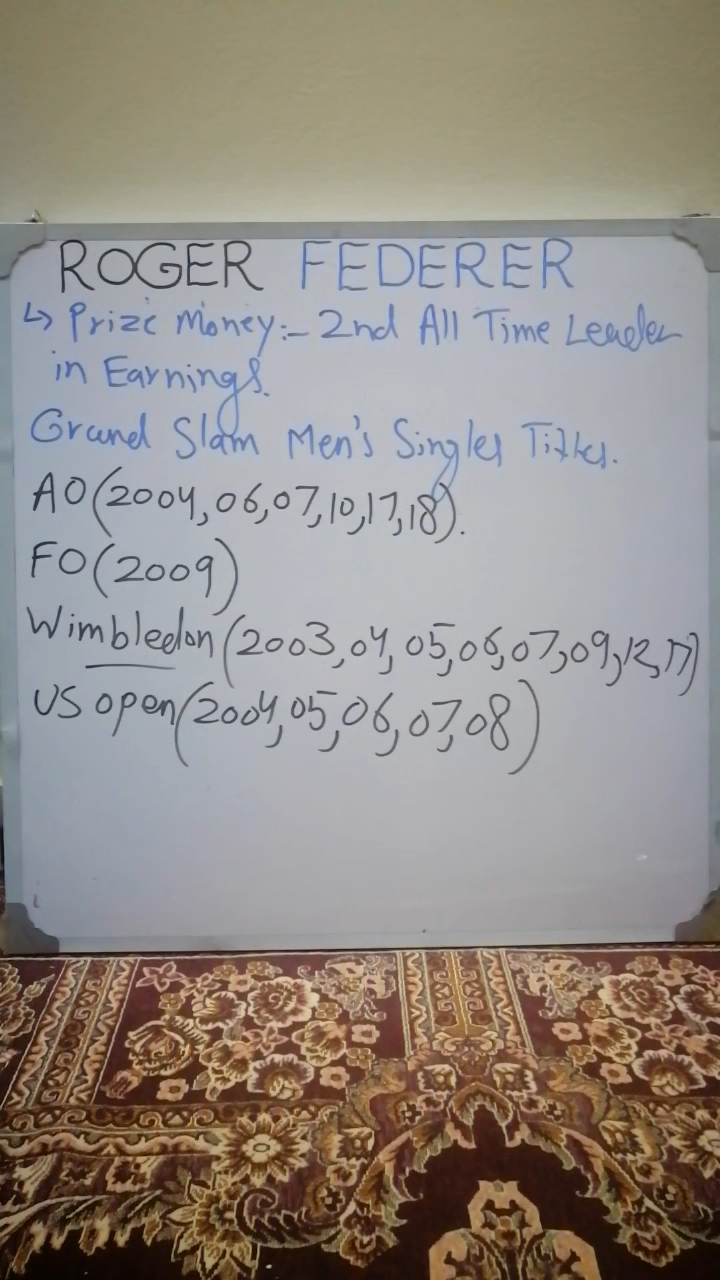 ROGER FEDERER
↳ Prize Money:- 2nd All Time Leader
in Earnings.
Grand Slam Men's Singles Titles.
AO(2004,06,07,10,17,18).
FO(2009)
Wimbledon(2003,04,05,06,07,09,12,17)
US open(2004,05,06,07,08)